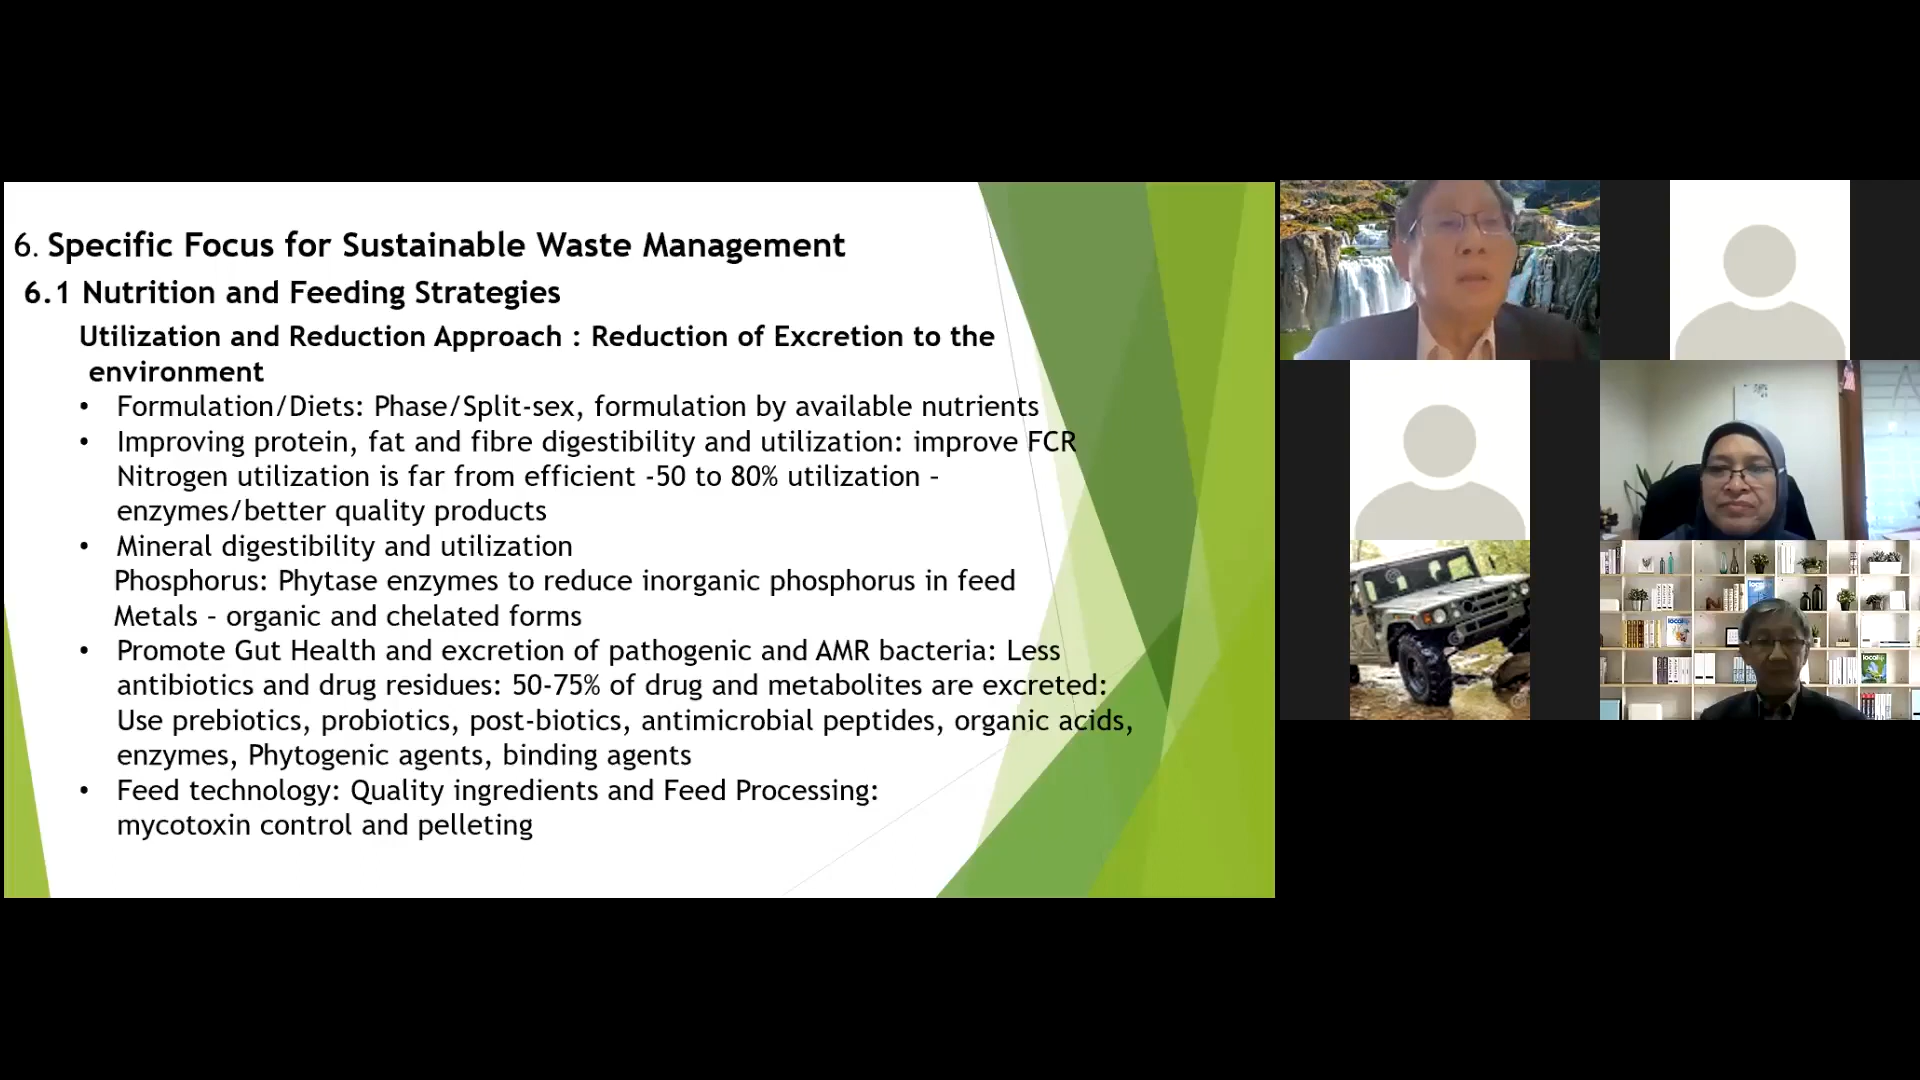 6. Specific Focus for Sustainable Waste Management
6.1 Nutrition and Feeding Strategies
Utilization and Reduction Approach : Reduction of Excretion to the
environment
• Formulation/Diets: Phase/Split-sex, formulation by available nutrients
• Improving protein, fat and fibre digestibility and utilization: improve FCR
Nitrogen utilization is far from efficient -50 to 80% utilization –
enzymes/better quality products
• Mineral digestibility and utilization
Phosphorus: Phytase enzymes to reduce inorganic phosphorus in feed
Metals – organic and chelated forms
• Promote Gut Health and excretion of pathogenic and AMR bacteria: Less
antibiotics and drug residues: 50-75% of drug and metabolites are excreted:
Use prebiotics, probiotics, post-biotics, antimicrobial peptides, organic acids,
enzymes, Phytogenic agents, binding agents
• Feed technology: Quality ingredients and Feed Processing:
mycotoxin control and pelleting